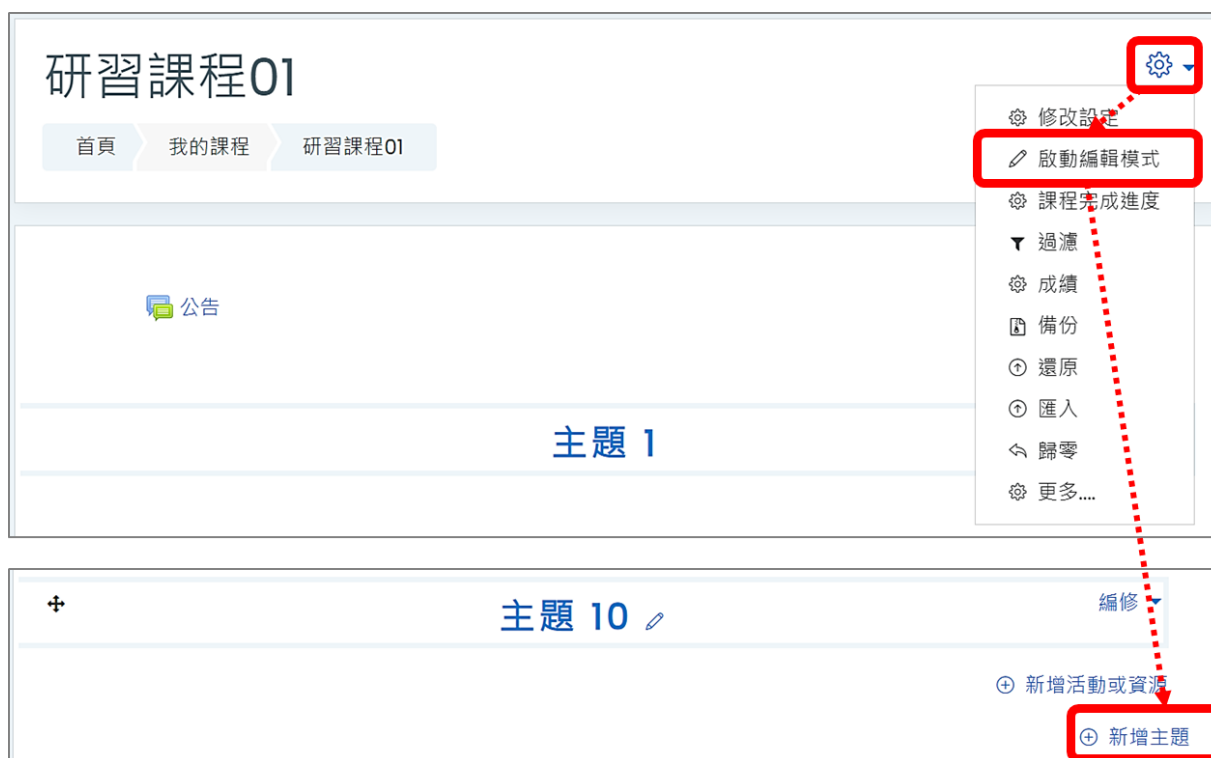 研習課程01
首頁 我的課程 研習課程01
修改設定
啟動編輯模式
課程完成進度
過濾
成績
備份
還原
匯入
歸零
更多....
公告
主題 1
主題 10
編修
新增活動或資源
新增主題